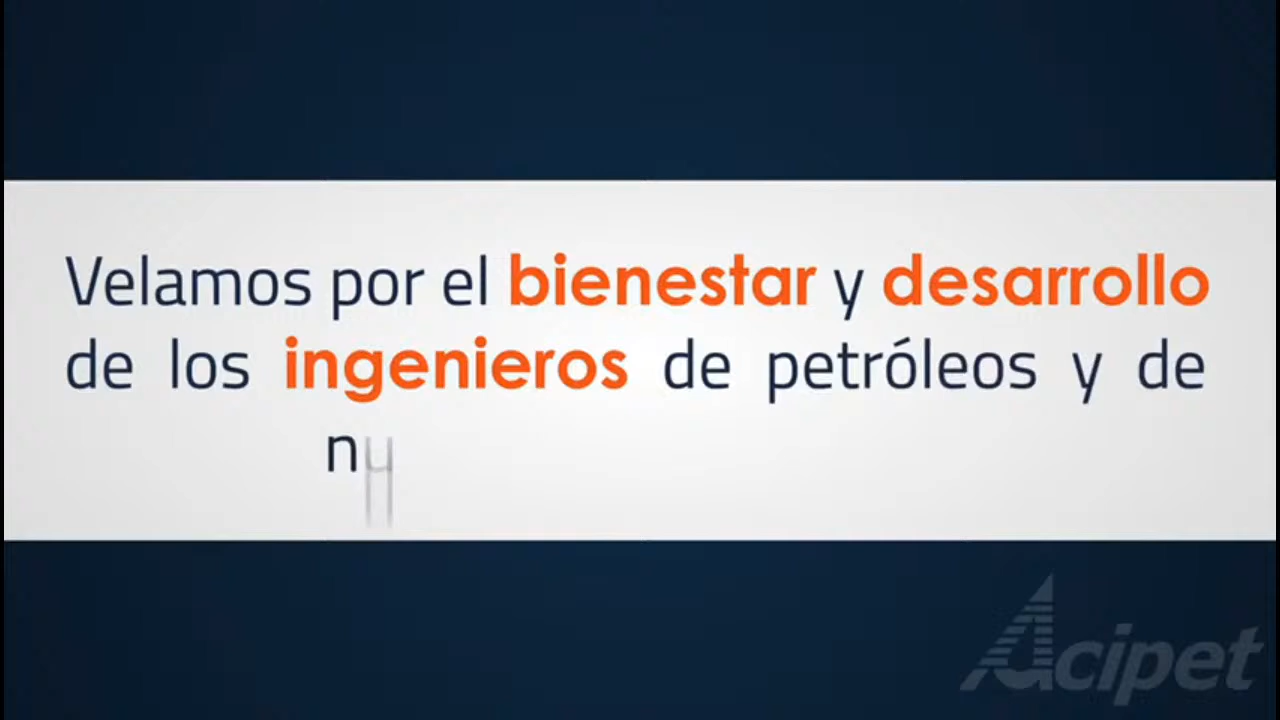 Velamos por el bienestar y desarrollo
de los ingenieros de petróleos y de
Acipet